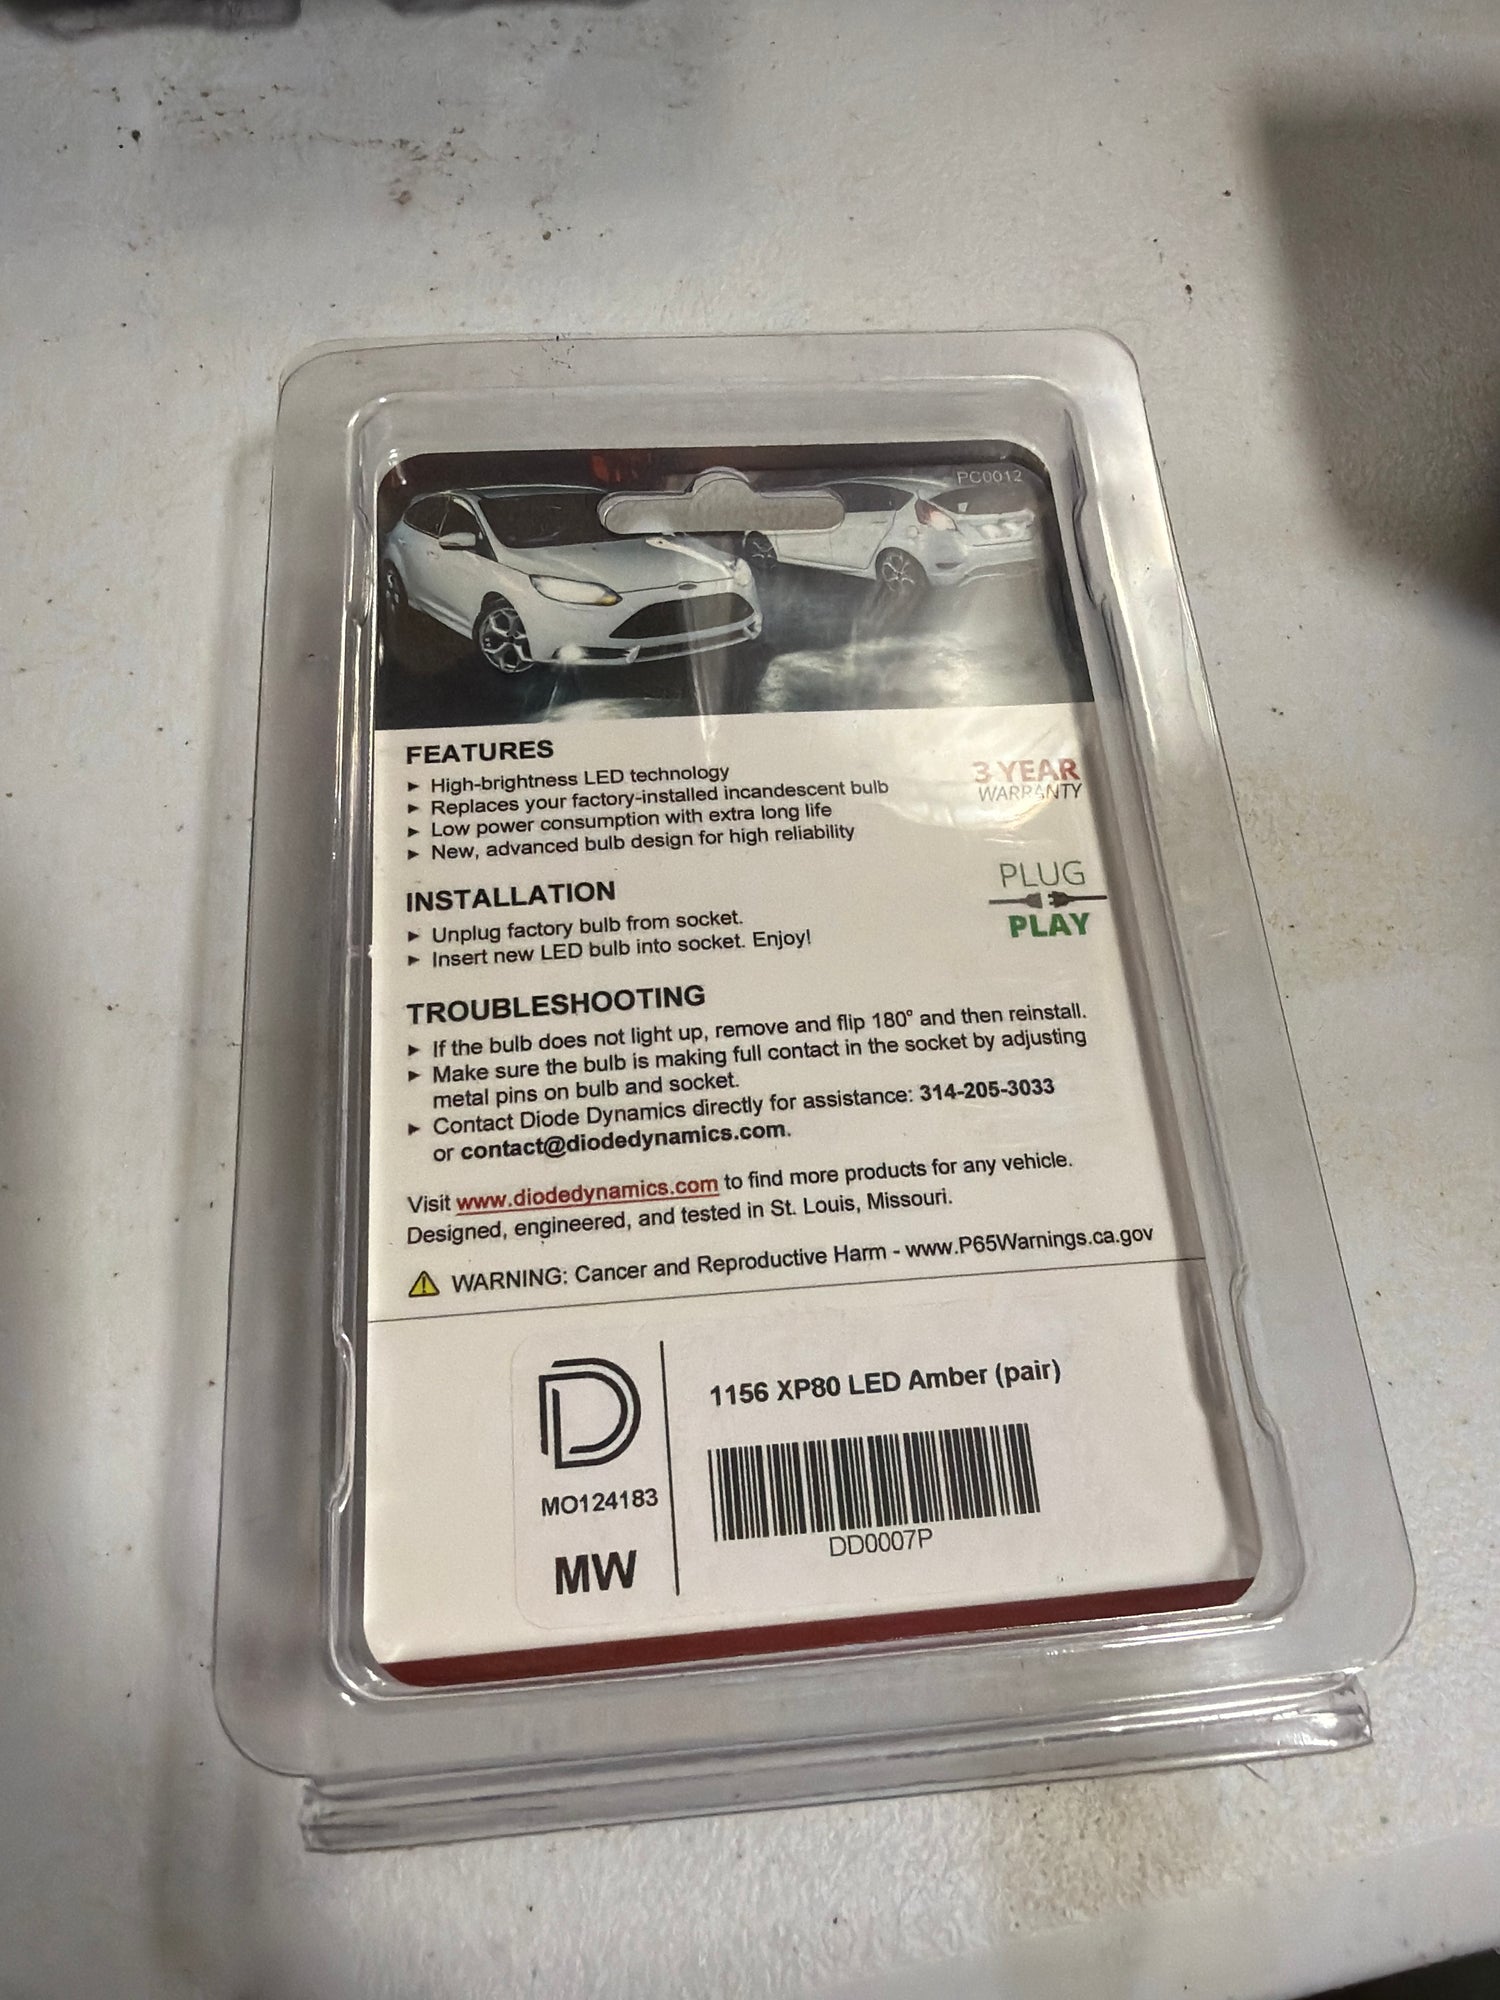 PC0012
FEATURES
► High-brightness LED technology
► Replaces your factory-installed incandescent bulb
► Low power consumption with extra long life
► New, advanced bulb design for high reliability
3 YEAR
WARRANTY
INSTALLATION
► Unplug factory bulb from socket.
► Insert new LED bulb into socket. Enjoy!
PLUG
PLAY
TROUBLESHOOTING
► If the bulb does not light up, remove and flip 180° and then reinstall.
► Make sure the bulb is making full contact in the socket by adjusting
metal pins on bulb and socket.
► Contact Diode Dynamics directly for assistance: 314-205-3033
or contact@diodedynamics.com.
Visit www.diodedynamics.com to find more products for any vehicle.
Designed, engineered, and tested in St. Louis, Missouri.
WARNING: Cancer and Reproductive Harm - www.P65Warnings.ca.gov
D
MO124183
MW
1156 XP80 LED Amber (pair)
DD0007P